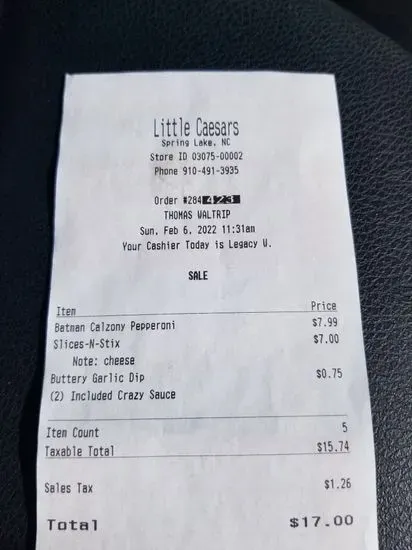 Little Caesars
Spring Lake, NC
Store ID 03075-00002
Phone 910-491-3935
Order #284423
THOMAS WALTRIP
Sun, Feb 6, 2022 11:31am
Your Cashier Today is Legacy W.
SALE
Item Price
Batman Calzony Pepperoni $7.99
Slices-N-Stix $7.00
Note: cheese
Buttery Garlic Dip $0.75
(2) Included Crazy Sauce
Item Count 5
Taxable Total $15.74
Sales Tax $1.26
Total $17.00